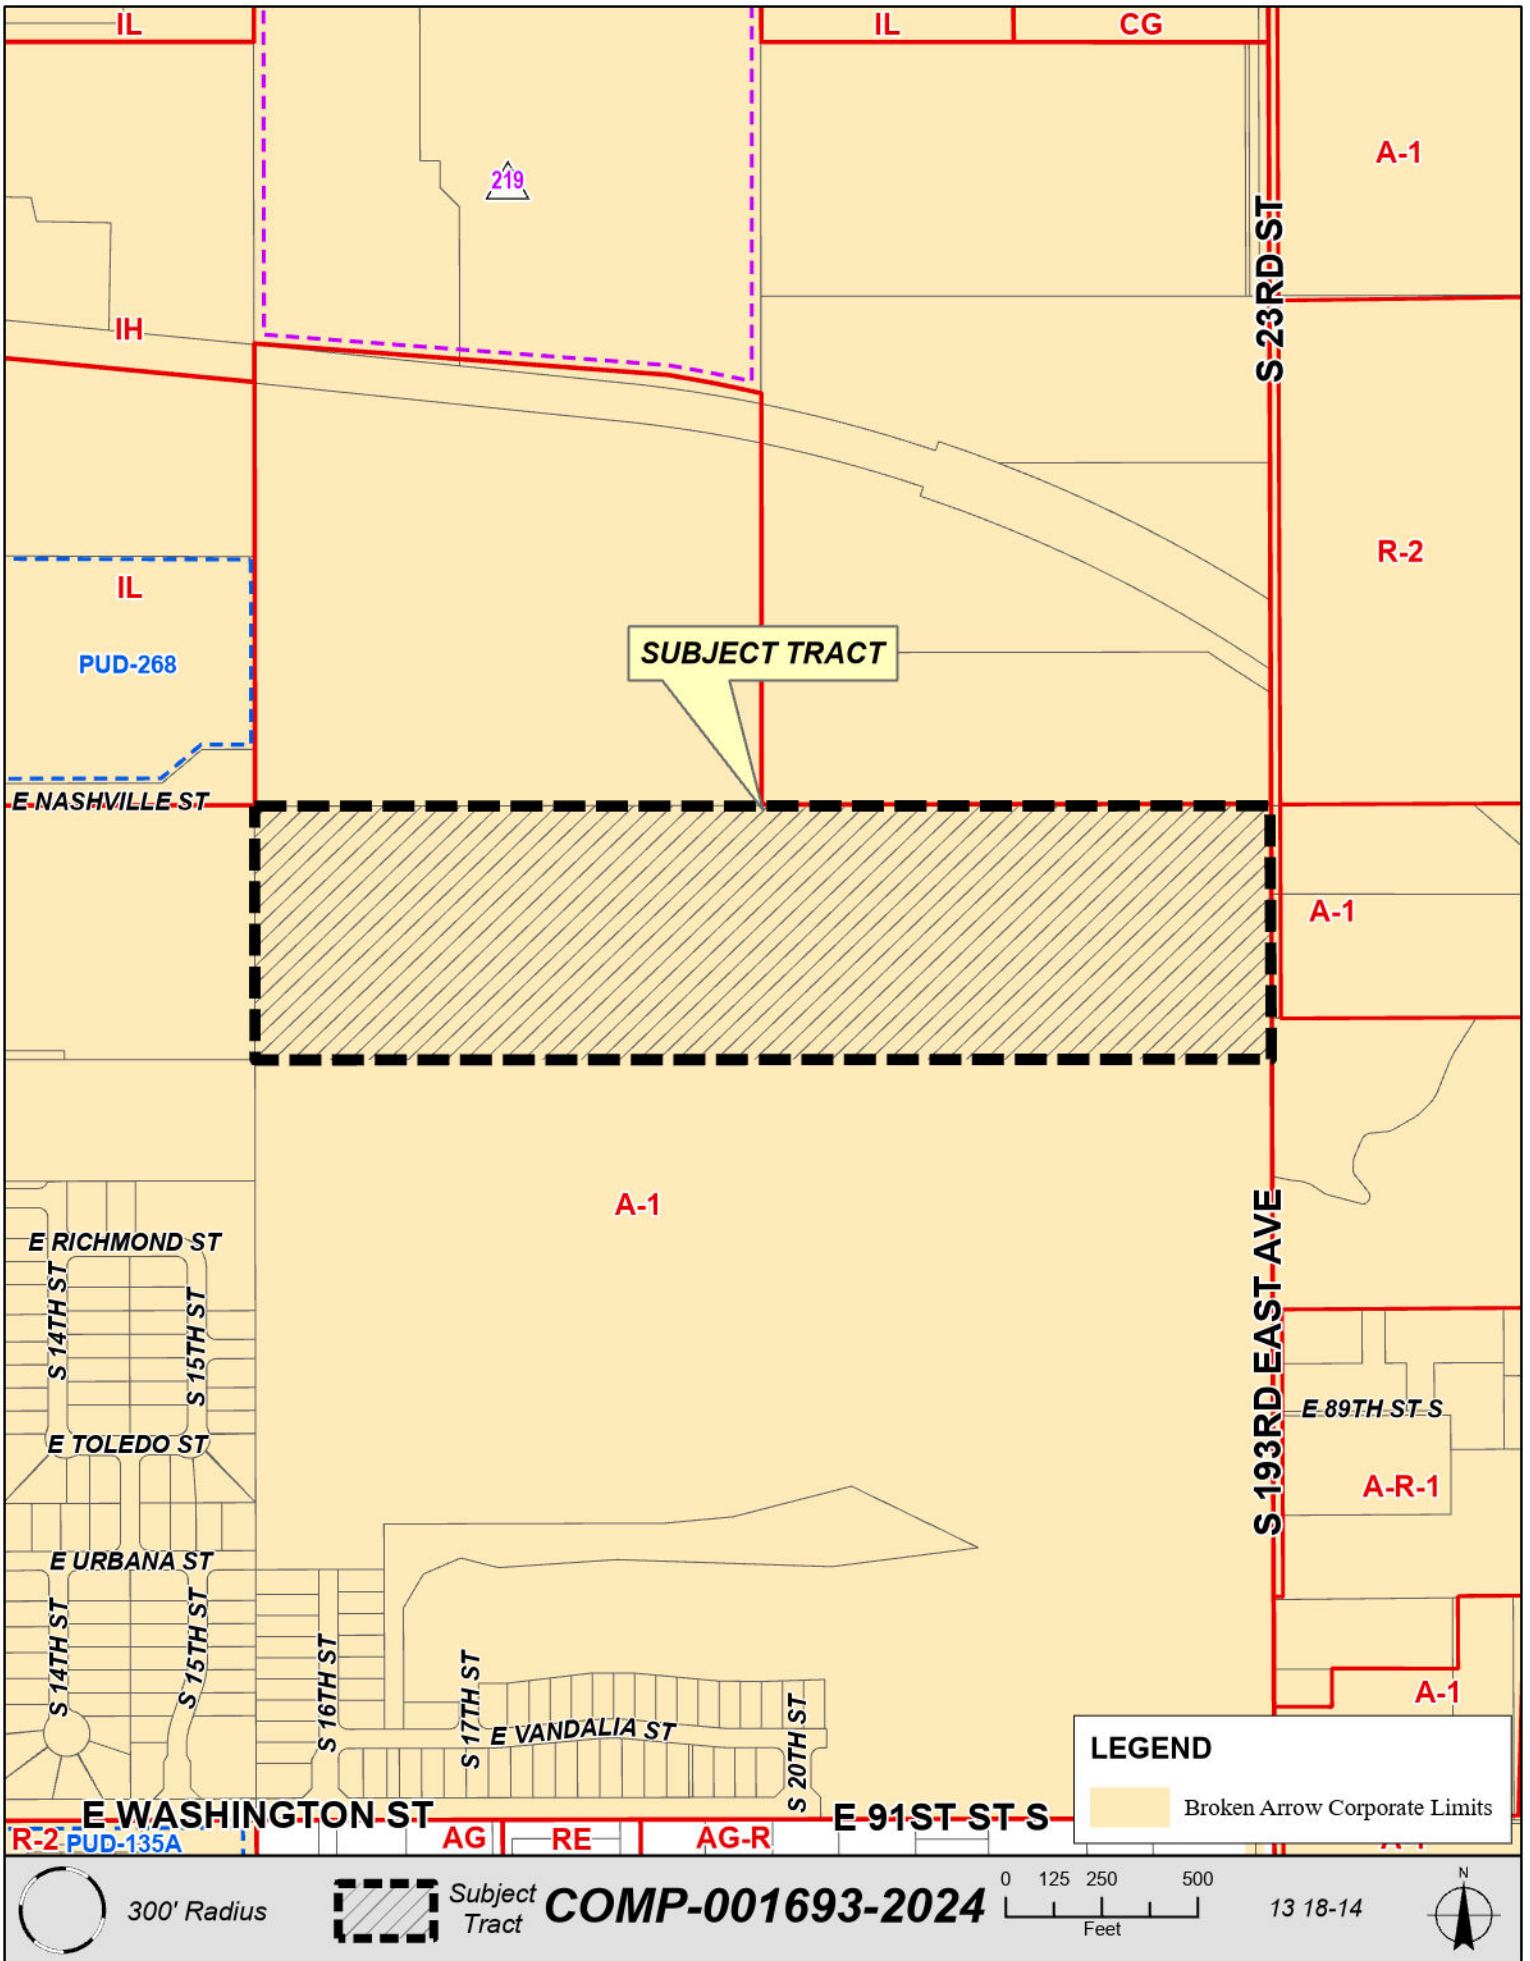 IL
IL
CG
A-1
219
S 23RD ST
IH
R-2
IL
PUD-268
SUBJECT TRACT
E NASHVILLE ST
A-1
A-1
S 193RD EAST AVE
E RICHMOND ST
S 14TH ST
S 15TH ST
E 89TH ST S
E TOLEDO ST
A-R-1
E URBANA ST
S 14TH ST
S 15TH ST
S 16TH ST
S 17TH ST
E VANDALIA ST
S 20TH ST
A-1
LEGEND
Broken Arrow Corporate Limits
E WASHINGTON ST
E 91ST ST S
R-2
PUD-135A
AG
RE
AG-R
300' Radius
Subject
Tract
COMP-001693-2024
0 125 250 500
Feet
13 18-14
N